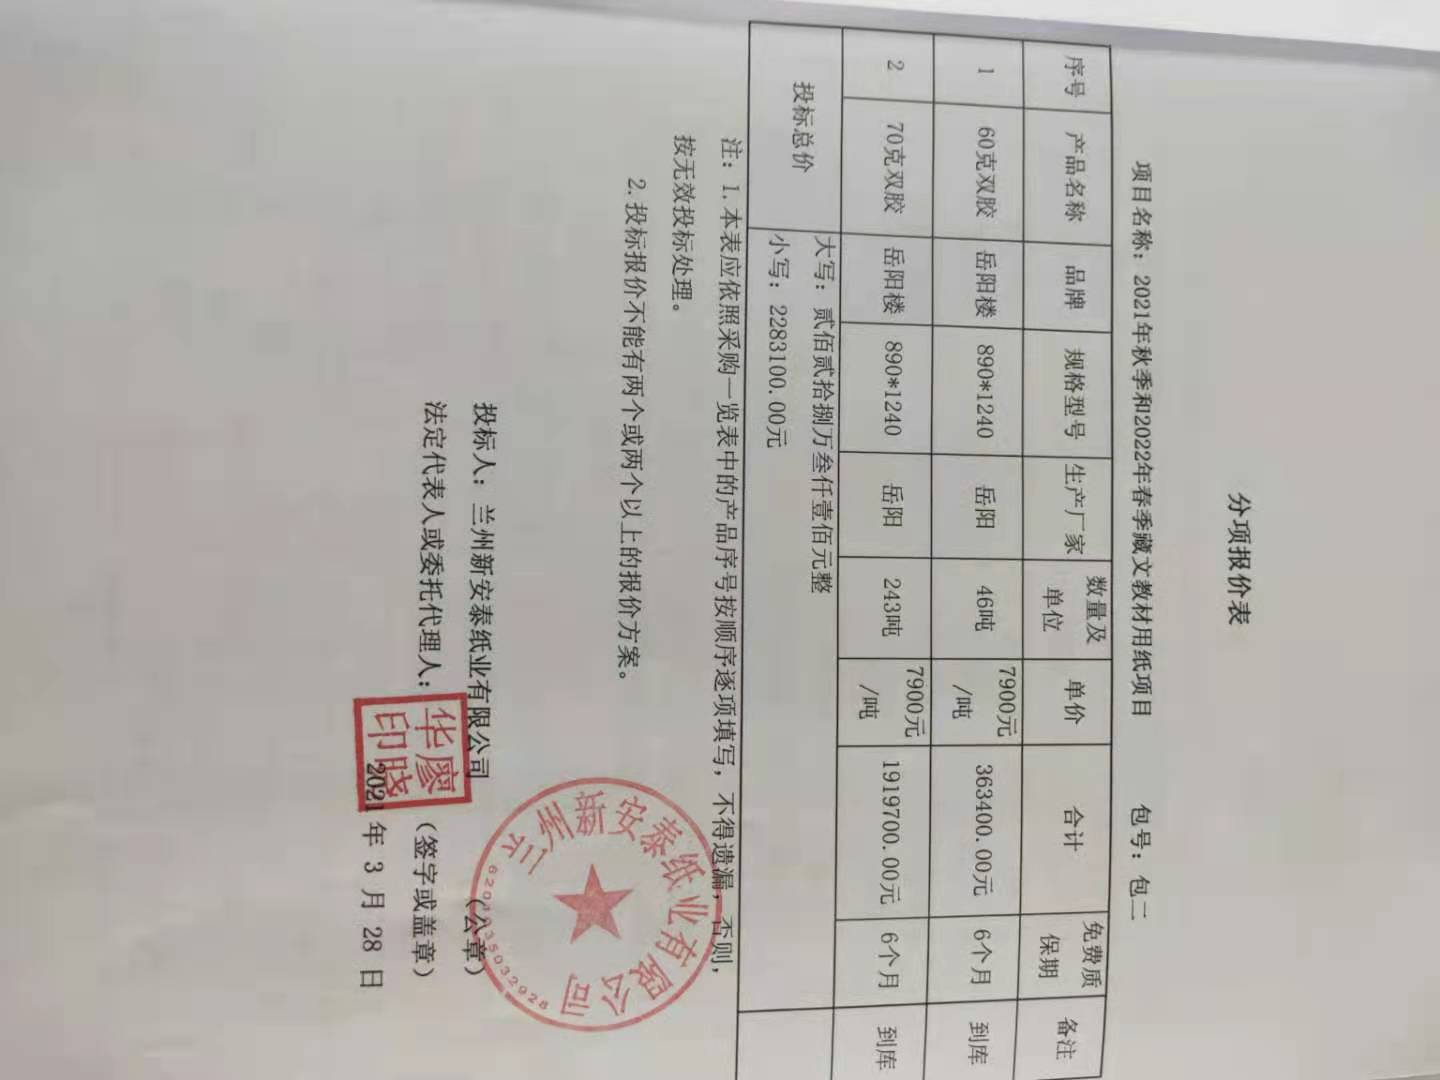 分项报价表
项目名称：2021年秋季和2022年春季藏文教材用纸项目 包号：包二
序号 产品名称 品牌 规格型号 生产厂家 数量及单位 单价 合计 免费质保期 备注
1 60克双胶 岳阳楼 890*1240 岳阳 46吨 7900元/吨 363400.00元 6个月 到库
2 70克双胶 岳阳楼 890*1240 岳阳 243吨 7900元/吨 1919700.00元 6个月 到库
投标总价 大写：贰佰贰拾捌万叁仟壹佰元整
小写：2283100.00元
注：1.本表应依照采购一览表中的产品序号按顺序逐项填写，不得遗漏，否则，
按无效投标处理。
2.投标报价不能有两个或两个以上的报价方案。
投标人：兰州新安泰纸业有限公司 （公章）
法定代表人或委托代理人： （签字或盖章）
2021 年 3 月 28 日
兰州新安泰纸业有限公司
6201035032928
廖晓华印